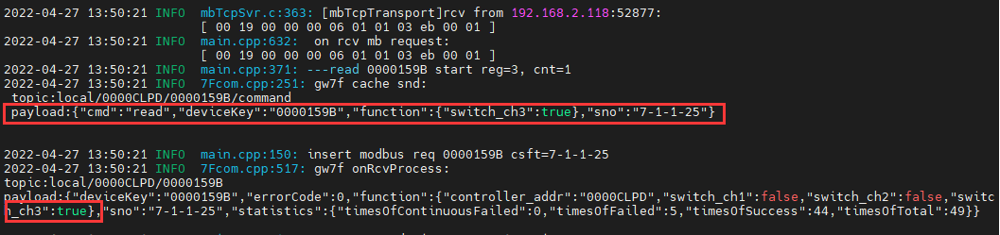 2022-04-27 13:50:21 INFO mbTcpSvr.c:363: [mbTcpTransport]rcv from 192.168.2.118:52877:
[ 00 19 00 00 00 06 01 01 03 eb 00 01 ]
2022-04-27 13:50:21 INFO main.cpp:632: on rcv mb request:
[ 00 19 00 00 00 06 01 01 03 eb 00 01 ]
2022-04-27 13:50:21 INFO main.cpp:371: ---read 0000159B start reg=3, cnt=1
2022-04-27 13:50:21 INFO 7Fcom.cpp:251: gw7f cache snd:
topic:local/0000CLPD/0000159B/command
payload:{"cmd":"read","deviceKey":"0000159B","function":{"switch_ch3":true},"sno":"7-1-1-25"}
2022-04-27 13:50:21 INFO main.cpp:150: insert modbus req 0000159B csft=7-1-1-25
2022-04-27 13:50:21 INFO 7Fcom.cpp:517: gw7f onRcvProcess:
topic:local/0000CLPD/0000159B
payload:{"deviceKey":"0000159B","errorCode":0,"function":{"controller_addr":"0000CLPD","switch_ch1":false,"switch_ch2":false,"switc
h_ch3":true},"sno":"7-1-1-25","statistics":{"timesOfContinuousFailed":0,"timesOfFailed":5,"timesOfSuccess":44,"timesOfTotal":49}}